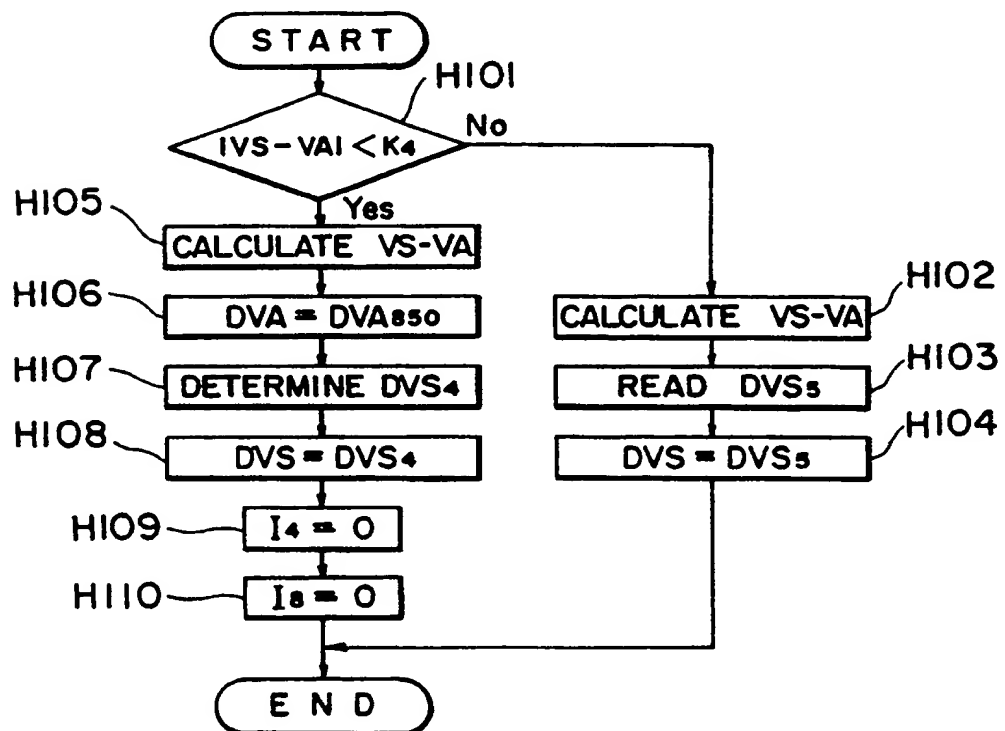 START
H101
|VS-VA| < K4
No
Yes
H105
CALCULATE VS-VA
H106
DVA = DVA850
H107
DETERMINE DVS4
H108
DVS = DVS4
H109
I4 = 0
H110
I8 = 0
H102
CALCULATE VS-VA
H103
READ DVS5
H104
DVS = DVS5
END